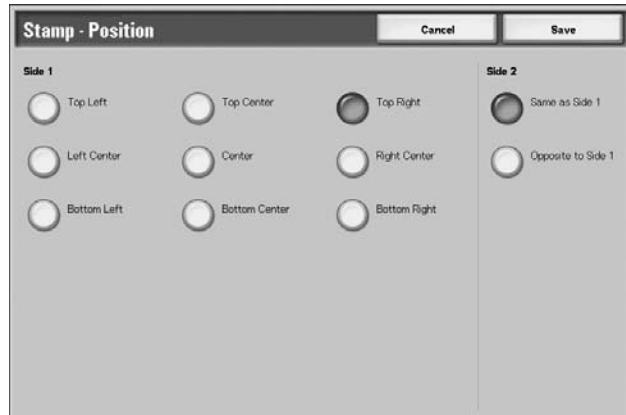 Stamp - Position
Cancel
Save
Side 1
Side 2
Top Left
Top Center
Top Right
Same as Side 1
Left Center
Center
Right Center
Opposite to Side 1
Bottom Left
Bottom Center
Bottom Right